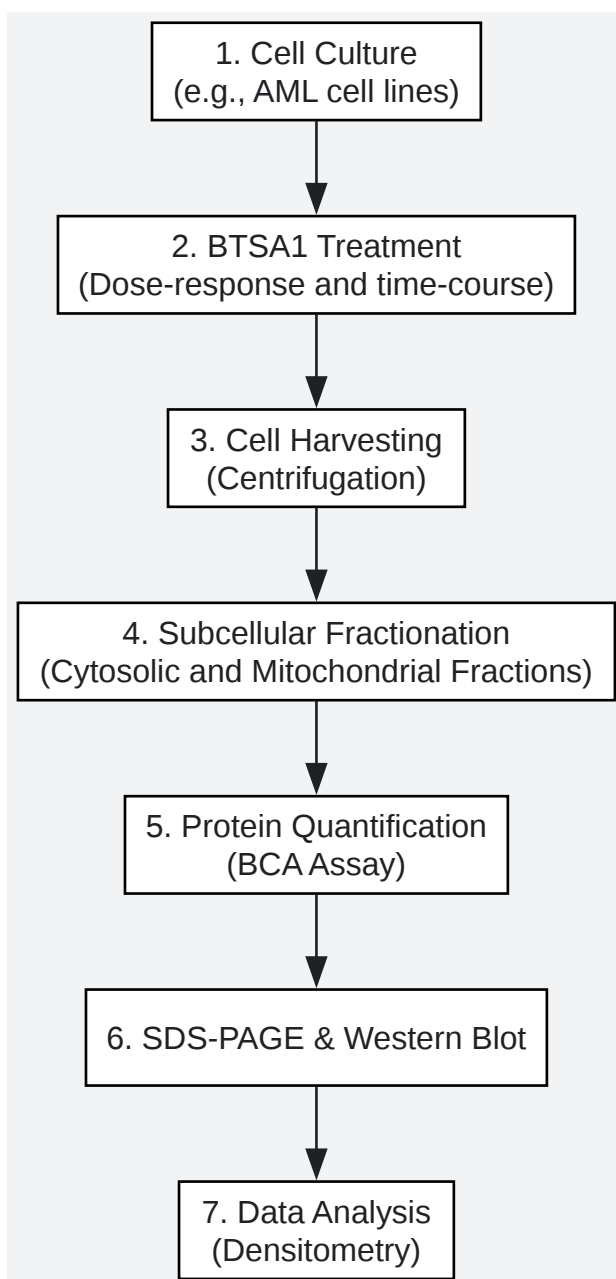 1. Cell Culture
(e.g., AML cell lines)
2. BTSA1 Treatment
(Dose-response and time-course)
3. Cell Harvesting
(Centrifugation)
4. Subcellular Fractionation
(Cytosolic and Mitochondrial Fractions)
5. Protein Quantification
(BCA Assay)
6. SDS-PAGE & Western Blot
7. Data Analysis
(Densitometry)